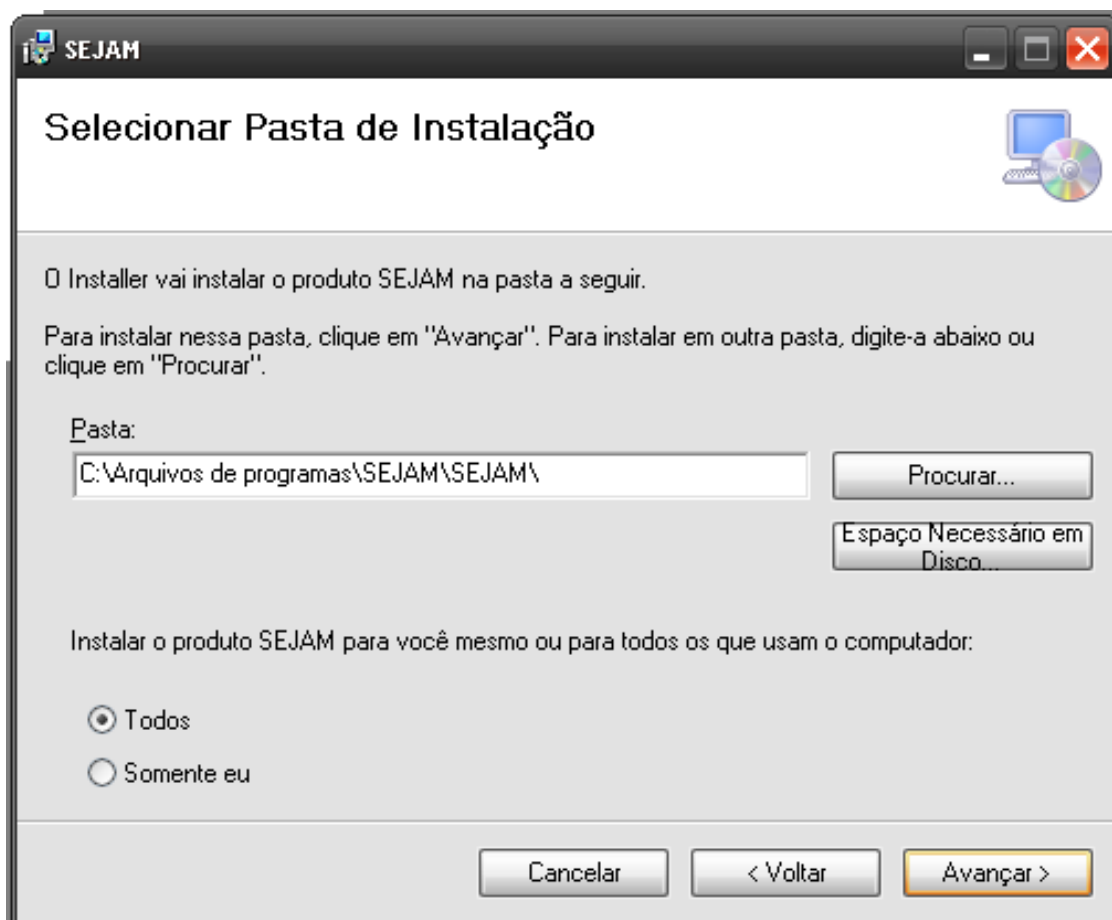 SEJAM
Selecionar Pasta de Instalação
O Installer vai instalar o produto SEJAM na pasta a seguir.
Para instalar nessa pasta, clique em "Avançar". Para instalar em outra pasta, digite-a abaixo ou
clique em "Procurar".
Pasta:
C:\Arquivos de programas\SEJAM\SEJAM\
Procurar...
Espaço Necessário em
Disco...
Instalar o produto SEJAM para você mesmo ou para todos os que usam o computador:
Todos
Somente eu
Cancelar
< Voltar
Avançar >